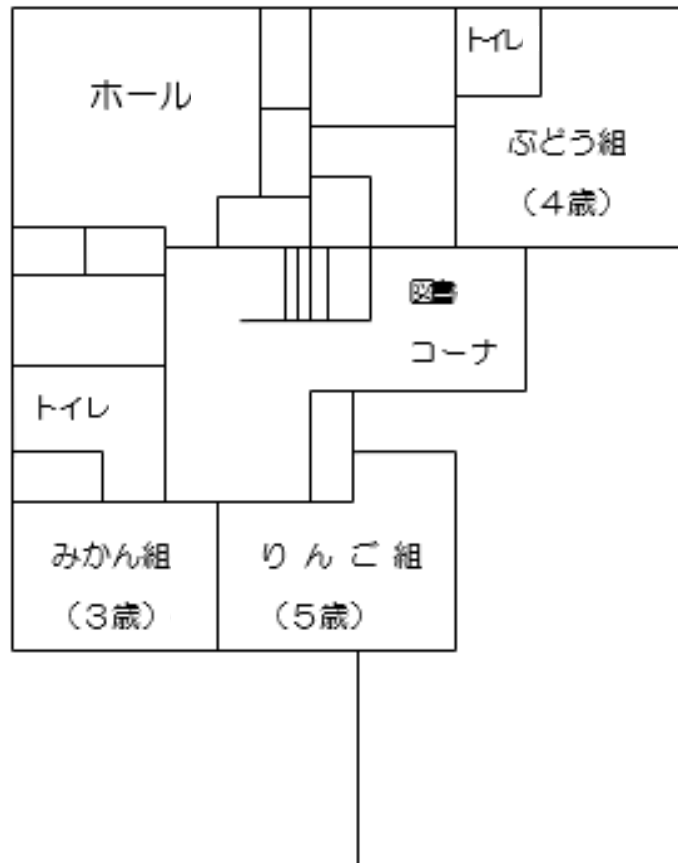 トイレ
ホール
ぶどう組
（４歳）
図書
コーナ
トイレ
みかん組
（３歳）
りんご組
（５歳）